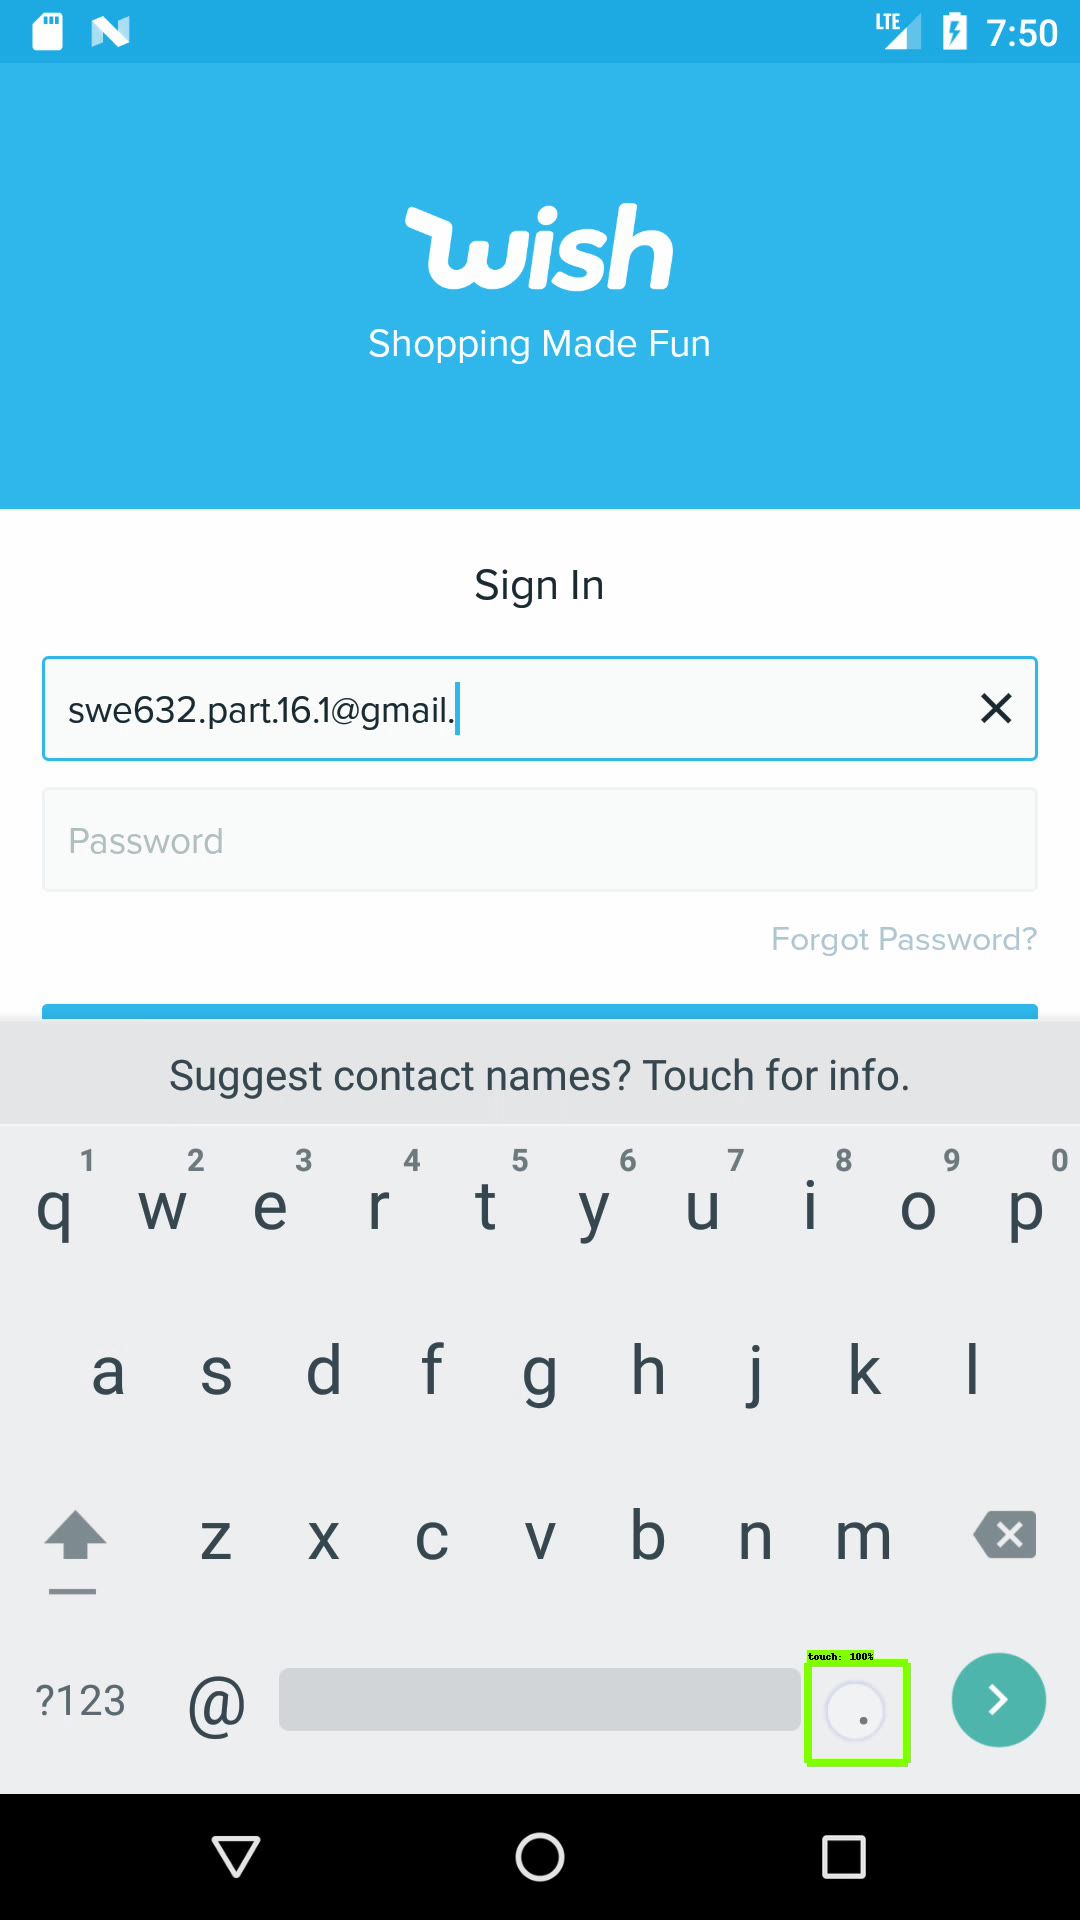 LTE 7:50
wish
Shopping Made Fun
Sign In
swe632.part.16.1@gmail.
Password
Forgot Password?
Suggest contact names? Touch for info.
1 2 3 4 5 6 7 8 9 0
q w e r t y u i o p
a s d f g h j k l
z x c v b n m
touch: 100%
?123 @ .